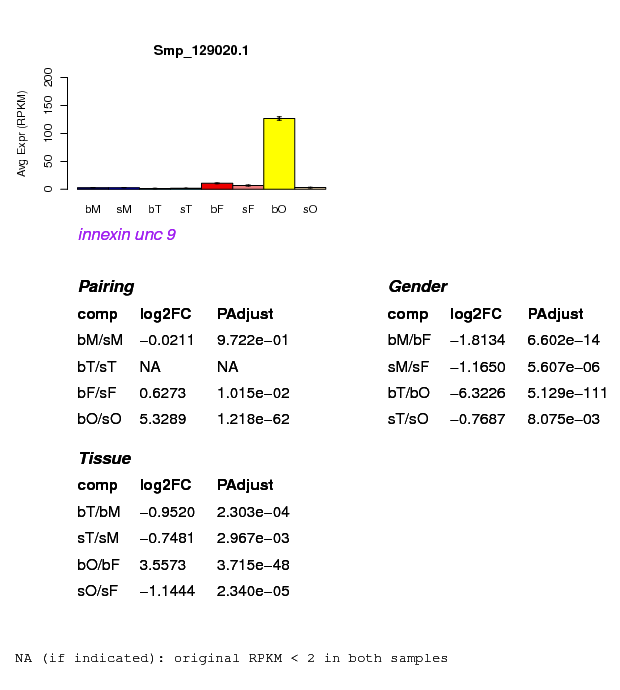 Smp_129020.1
Avg Expr (RPKM)
200
150
100
50
0
bM sM bT sT bF sF bO sO
innexin unc 9
Pairing
comp log2FC PAdjust
bM/sM −0.0211 9.722e−01
bT/sT NA NA
bF/sF 0.6273 1.015e−02
bO/sO 5.3289 1.218e−62
Gender
comp log2FC PAdjust
bM/bF −1.8134 6.602e−14
sM/sF −1.1650 5.607e−06
bT/bO −6.3226 5.129e−111
sT/sO −0.7687 8.075e−03
Tissue
comp log2FC PAdjust
bT/bM −0.9520 2.303e−04
sT/sM −0.7481 2.967e−03
bO/bF 3.5573 3.715e−48
sO/sF −1.1444 2.340e−05
NA (if indicated): original RPKM < 2 in both samples